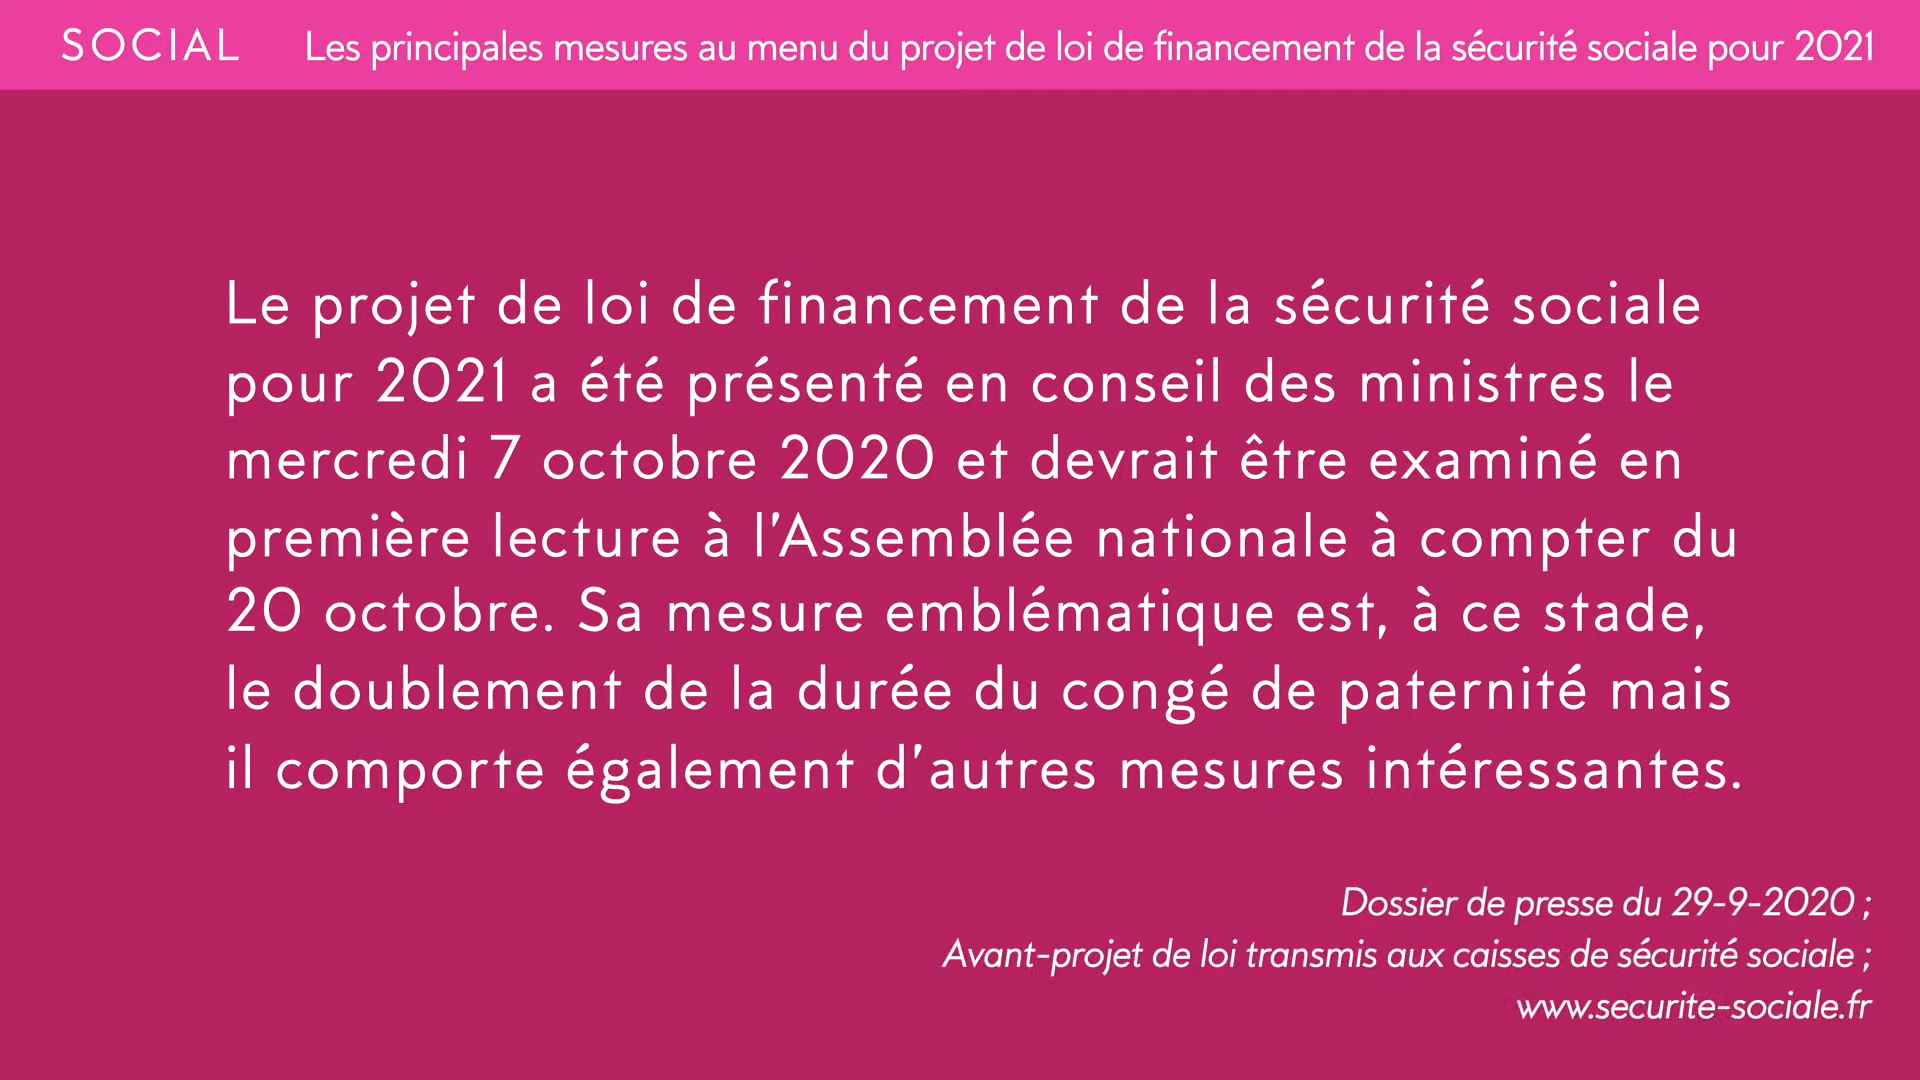 SOCIAL Les principales mesures au menu du projet de loi de financement de la sécurité sociale pour 2021
Le projet de loi de financement de la sécurité sociale
pour 2021 a été présenté en conseil des ministres le
mercredi 7 octobre 2020 et devrait être examiné en
première lecture à l'Assemblée nationale à compter du
20 octobre. Sa mesure emblématique est, à ce stade,
le doublement de la durée du congé de paternité mais
il comporte également d'autres mesures intéressantes.
Dossier de presse du 29-9-2020 ;
Avant-projet de loi transmis aux caisses de sécurité sociale ;
www.securite-sociale.fr